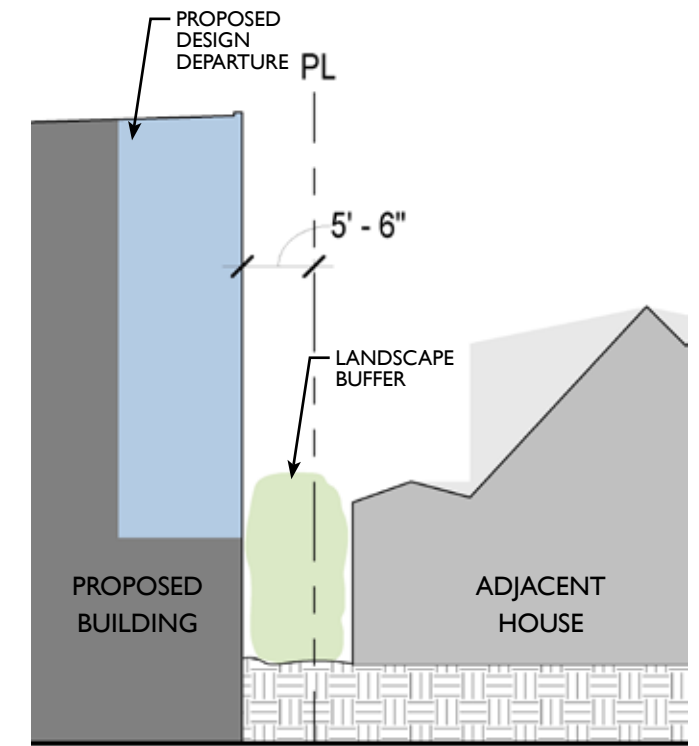 PROPOSED
DESIGN
DEPARTURE
PL
5' - 6"
LANDSCAPE
BUFFER
PROPOSED
BUILDING
ADJACENT
HOUSE